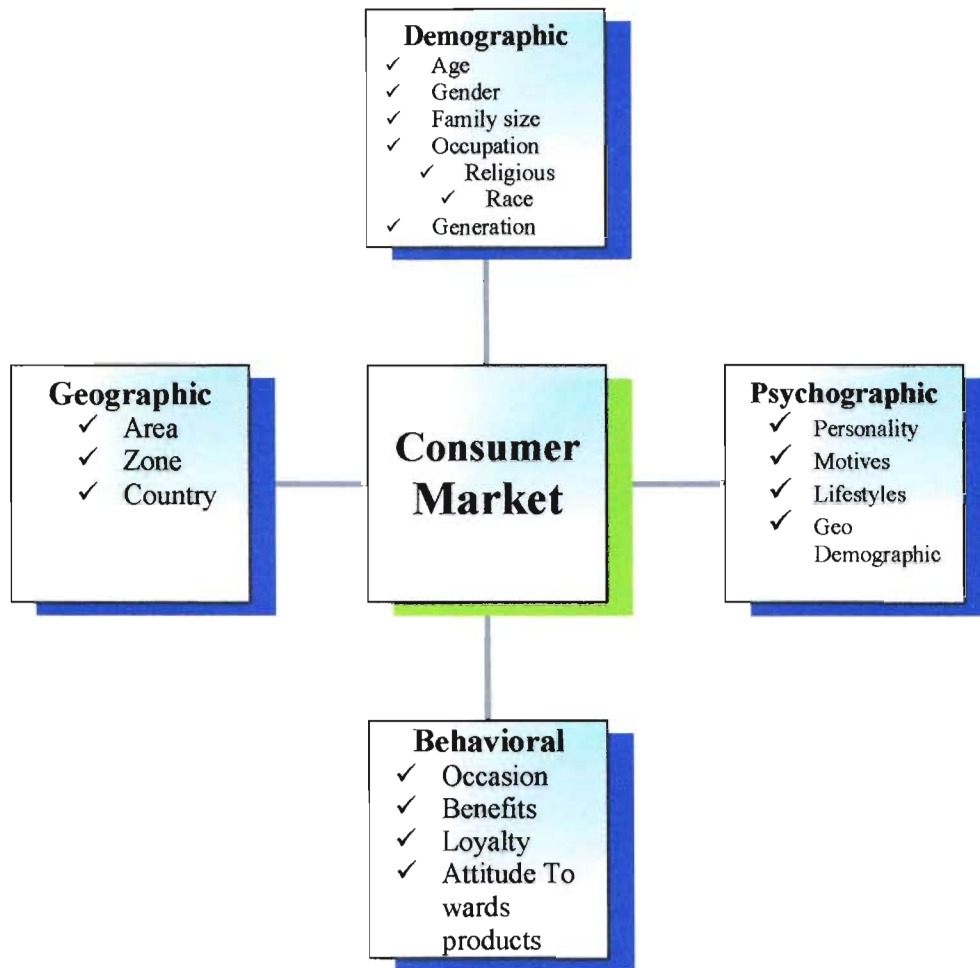 Demographic
✓ Age
✓ Gender
✓ Family size
✓ Occupation
✓ Religious
✓ Race
✓ Generation
Geographic
✓ Area
✓ Zone
✓ Country
Consumer
Market
Psychographic
✓ Personality
✓ Motives
✓ Lifestyles
✓ Geo
Demographic
Behavioral
✓ Occasion
✓ Benefits
✓ Loyalty
✓ Attitude To
wards
products